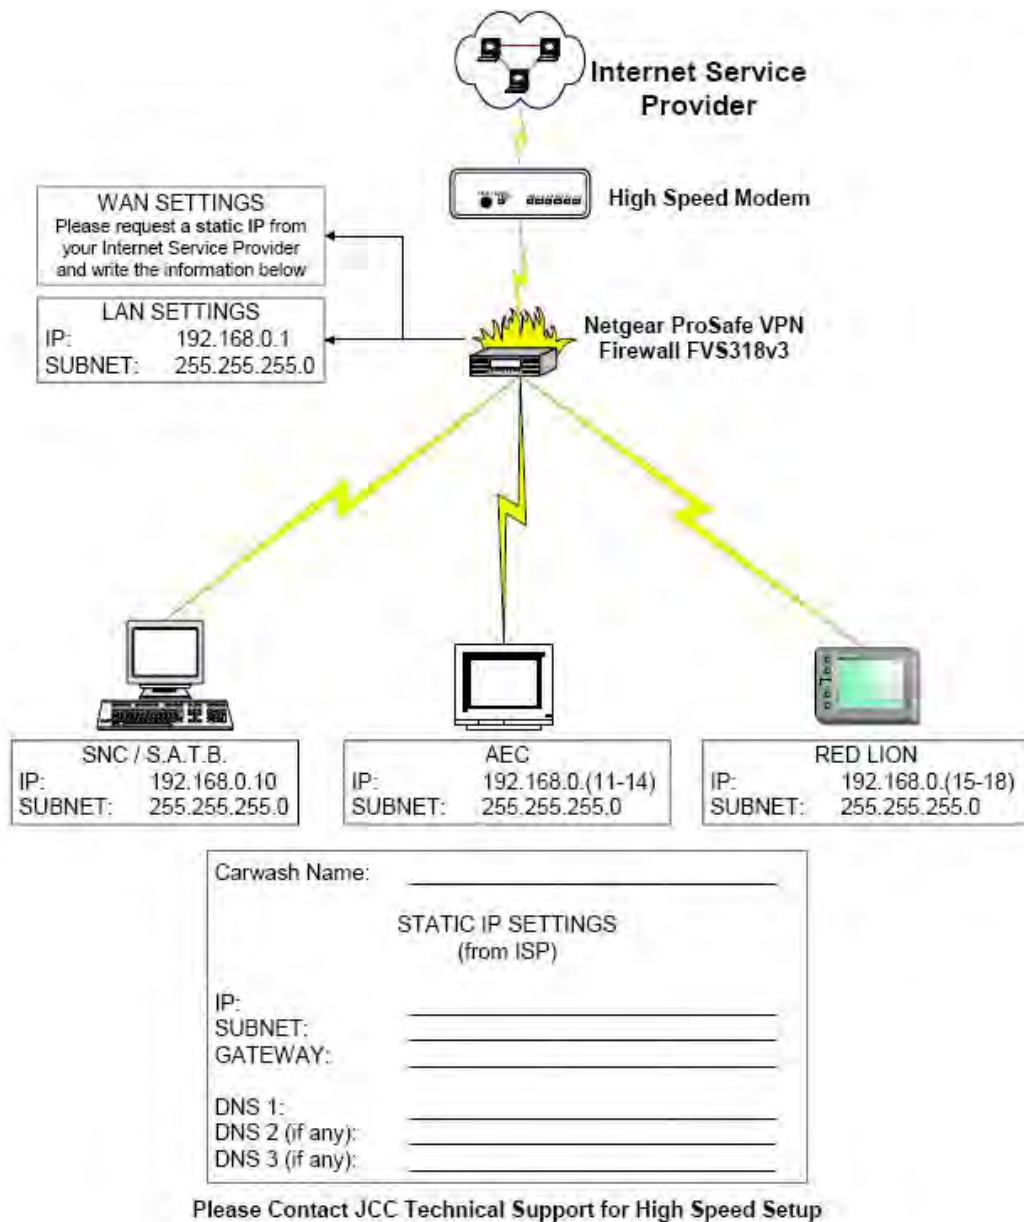 Internet Service
Provider
High Speed Modem
WAN SETTINGS
Please request a static IP from
your Internet Service Provider
and write the information below
LAN SETTINGS
IP: 192.168.0.1
SUBNET: 255.255.255.0
Netgear ProSafe VPN
Firewall FVS318v3
SNC / S.A.T.B.
IP: 192.168.0.10
SUBNET: 255.255.255.0
AEC
IP: 192.168.0.(11-14)
SUBNET: 255.255.255.0
RED LION
IP: 192.168.0.(15-18)
SUBNET: 255.255.255.0
Carwash Name:
STATIC IP SETTINGS
(from ISP)
IP:
SUBNET:
GATEWAY:
DNS 1:
DNS 2 (if any):
DNS 3 (if any):
Please Contact JCC Technical Support for High Speed Setup